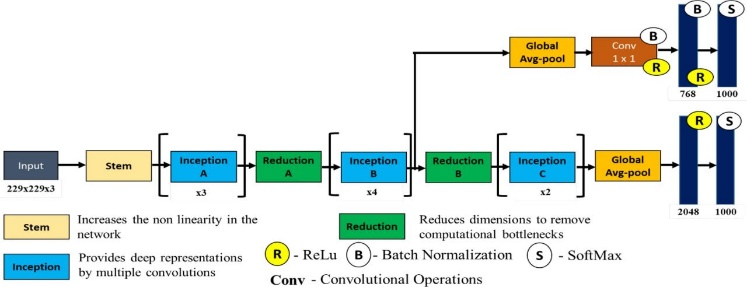 B
S
Global
Avg-pool
Conv
1 x 1
R
R
768
1000
R
S
Input
Stem
Inception
A
Reduction
A
Inception
B
Reduction
B
Inception
C
Global
Avg-pool
229x229x3
x3
x4
x2
2048
1000
B
Stem
Increases the non linearity in the
network
Reduction
Reduces dimensions to remove
computational bottlenecks
Inception
Provides deep representations
by multiple convolutions
R - ReLu B - Batch Normalization S - SoftMax
Conv - Convolutional Operations